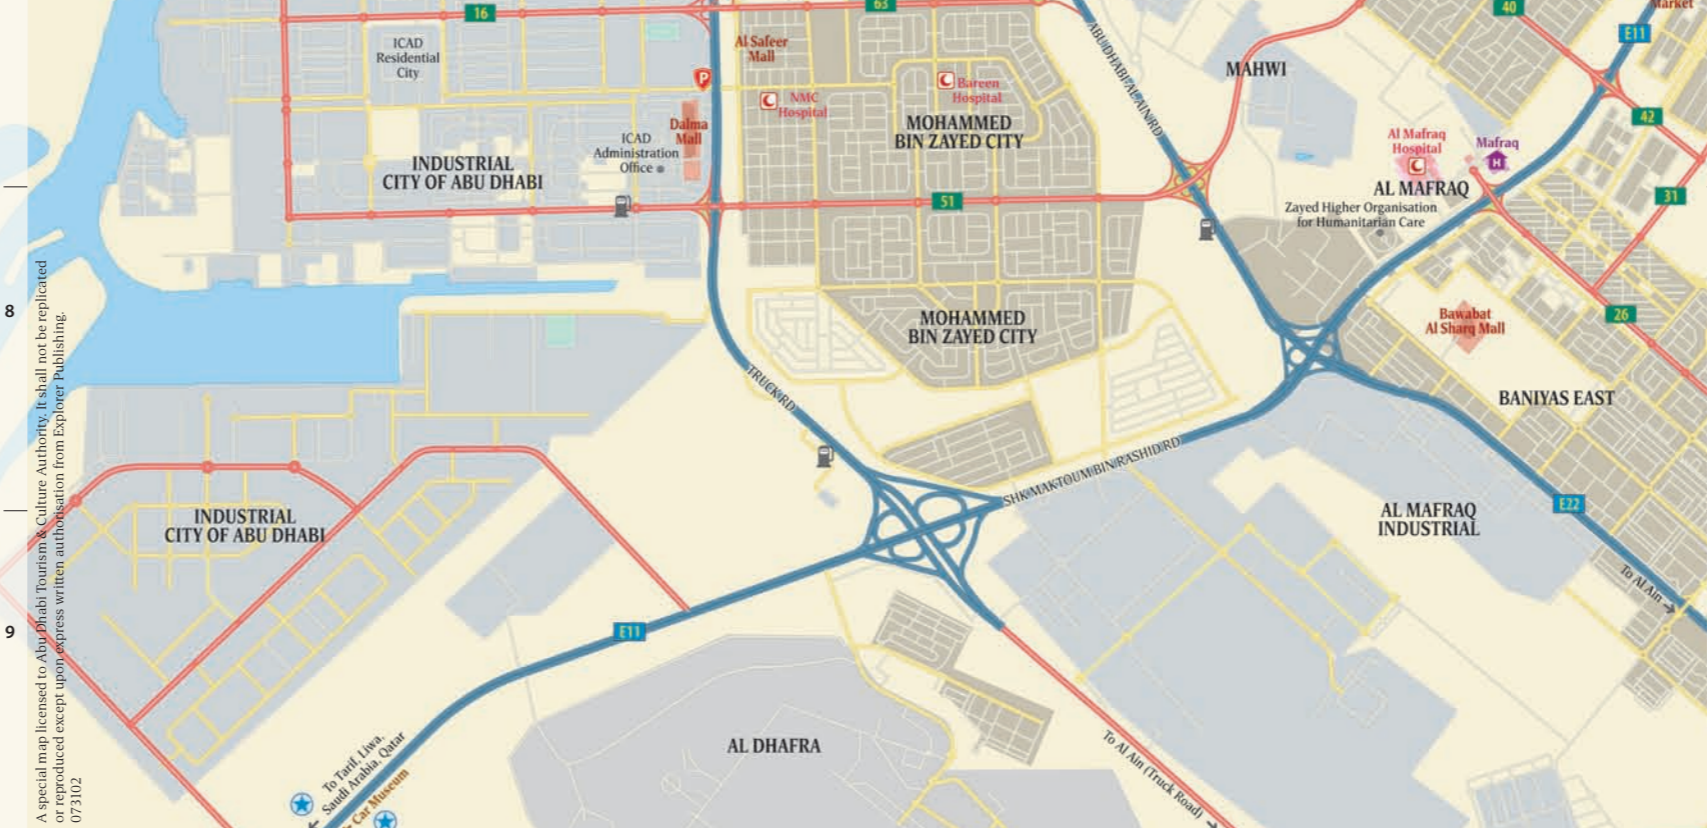 16
63
40
Market
E11
ICAD
Residential
City
Al Safeer
Mall
ABU DHABI AL AIN RD
MAHWI
P
Bareen
Hospital
NMC
Hospital
42
Dalma
Mall
ICAD
Administration
Office
MOHAMMED
BIN ZAYED CITY
Al Mafraq
Hospital
Mafraq
H
INDUSTRIAL
CITY OF ABU DHABI
AL MAFRAQ
31
51
Zayed Higher Organisation
for Humanitarian Care
8
MOHAMMED
BIN ZAYED CITY
Bawabat
Al Sharq Mall
26
TRUCK RD
BANIYAS EAST
SHK MAKTOUM BIN RASHID RD
E22
INDUSTRIAL
CITY OF ABU DHABI
AL MAFRAQ
INDUSTRIAL
To Al Ain
9
E11
AL DHAFRA
To Tarif, Liwa,
Saudi Arabia, Qatar
Car Museum
To Al Ain (Truck Road)
A special map licensed to Abu Dhabi Tourism & Culture Authority. It shall not be replicated
or reproduced except upon express written authorisation from Explorer Publishing.
073102